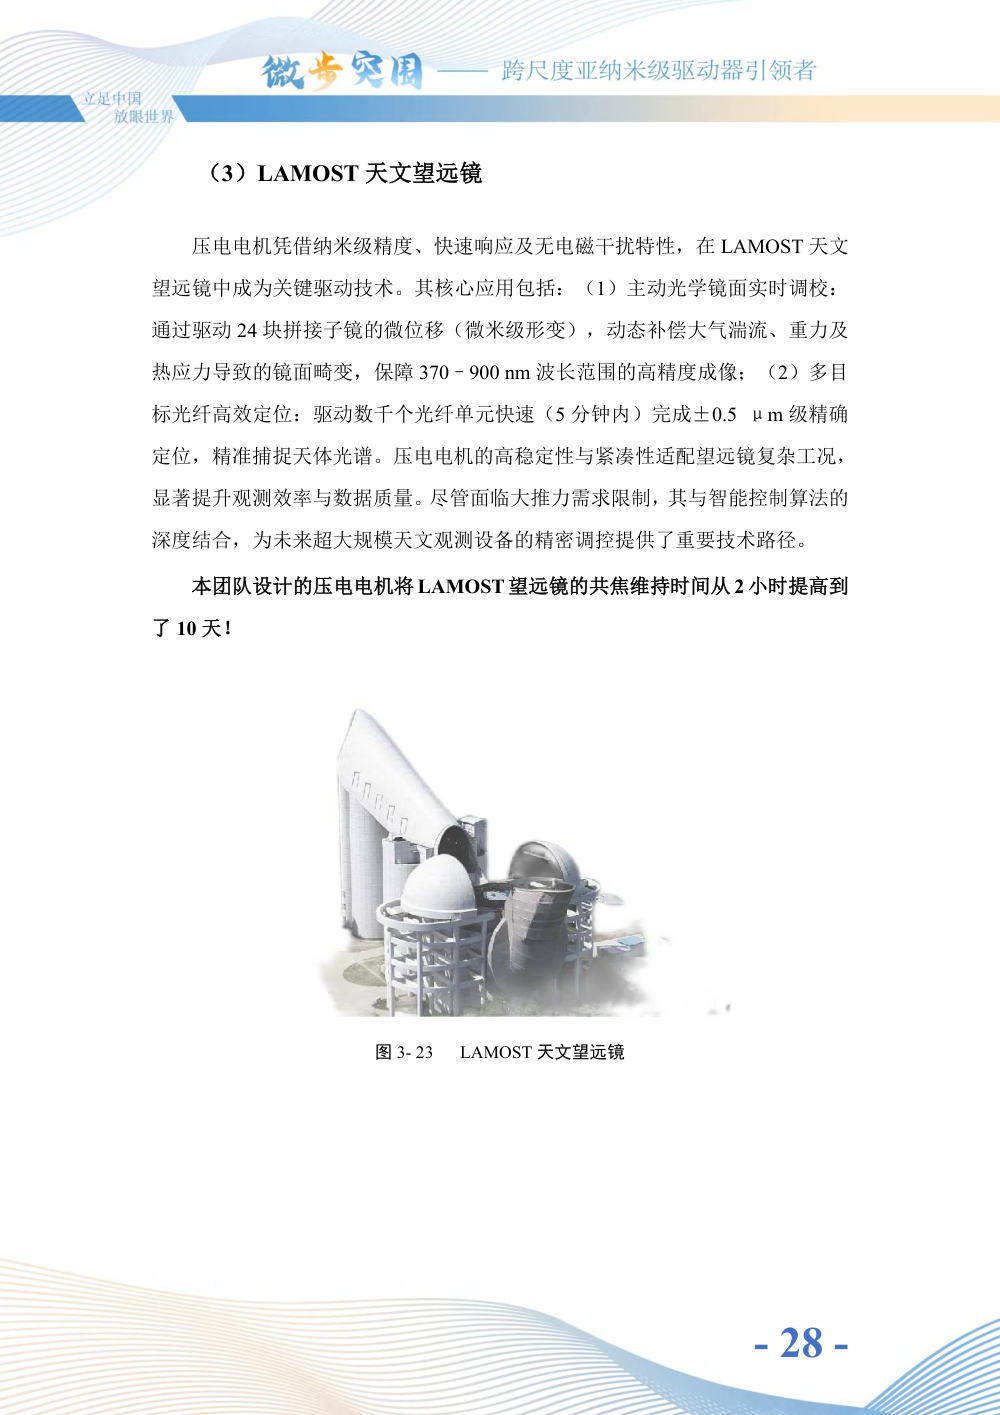 微步突围 —— 跨尺度亚纳米级驱动器引领者
立足中国
放眼世界
（3）LAMOST 天文望远镜
压电电机凭借纳米级精度、快速响应及无电磁干扰特性，在 LAMOST 天文
望远镜中成为关键驱动技术。其核心应用包括：（1）主动光学镜面实时调校：
通过驱动 24 块拼接子镜的微位移（微米级形变），动态补偿大气湍流、重力及
热应力导致的镜面畸变，保障 370﹣900 nm 波长范围的高精度成像；（2）多目
标光纤高效定位：驱动数千个光纤单元快速（5 分钟内）完成±0.5 μm 级精确
定位，精准捕捉天体光谱。压电电机的高稳定性与紧凑性适配望远镜复杂工况，
显著提升观测效率与数据质量。尽管面临大推力需求限制，其与智能控制算法的
深度结合，为未来超大规模天文观测设备的精密调控提供了重要技术路径。
本团队设计的压电电机将 LAMOST 望远镜的共焦维持时间从 2 小时提高到
了 10 天！
图 3- 23 LAMOST 天文望远镜
- 28 -